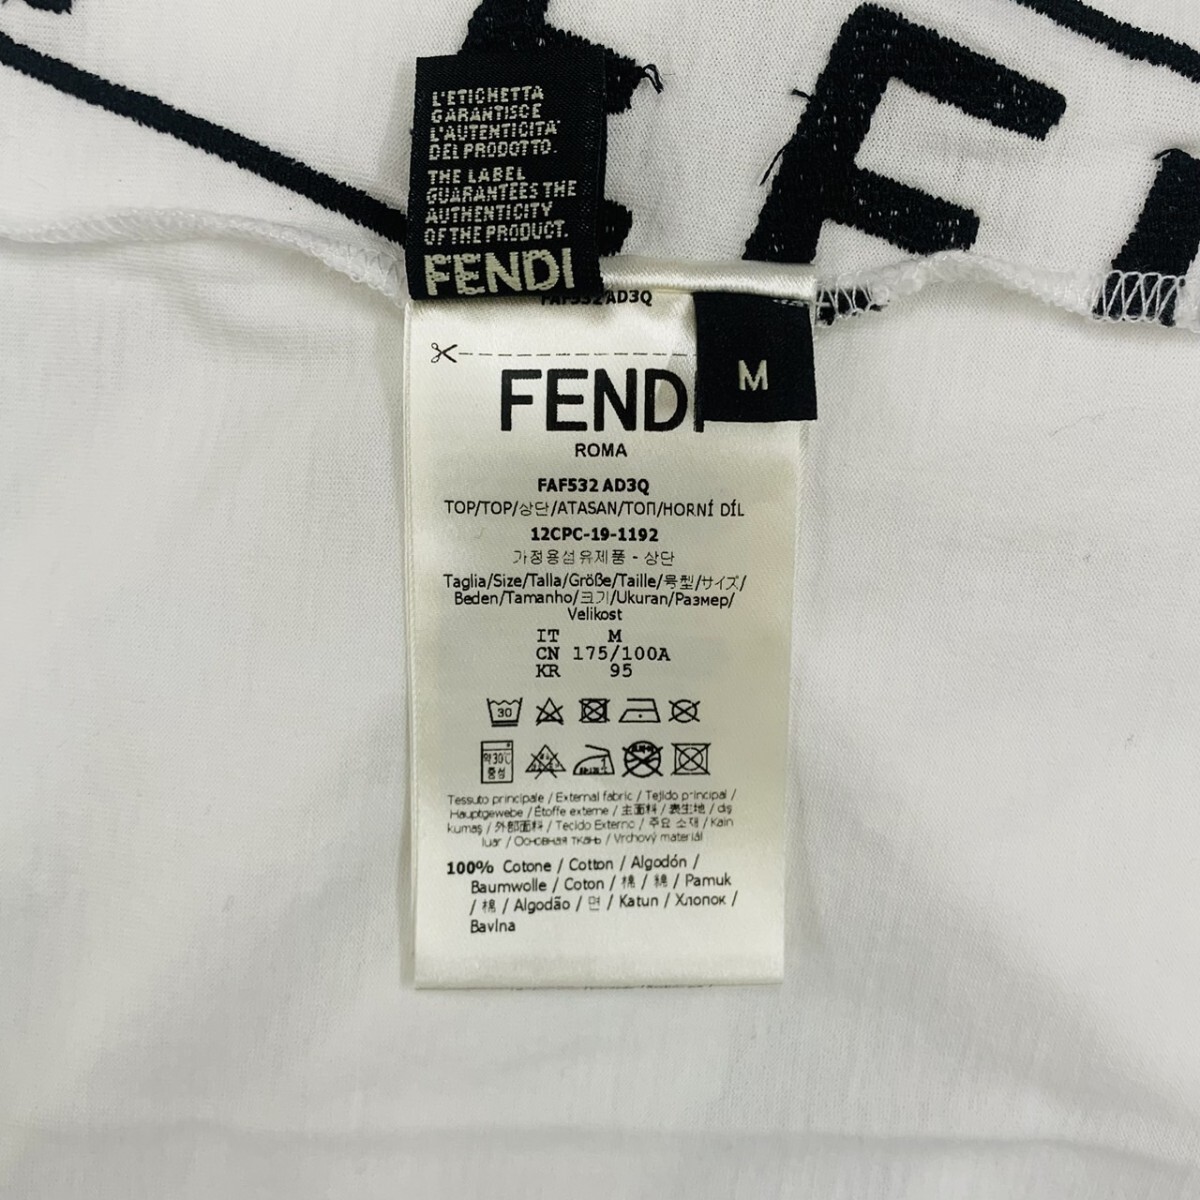 L'ETICHETTA
GARANTISCE
L'AUTENTICITA'
DEL PRODOTTO.
THE LABEL
GUARANTEES THE
AUTHENTICITY
OF THE PRODUCT.
FENDI
FAF532 AD3Q
M
FENDI
ROMA
FAF532 AD3Q
TOP/TOP/상단/ATASAN/ТОП/HORNÍ DÍL
12CPC-19-1192
가정용섬유제품 - 상단
Taglia/Size/Talla/Größe/Taille/号型/サイズ/
Beden/Tamanho/크기/Ukuran/Размер/
Velikost
IT M
CN 175/100A
KR 95
30
약30℃
중성
Tessuto principale / External fabric / Tejido principal /
Hauptgewebe / Étoffe externe / 主面料 / 表生地 / dış
kumaş / 外部面料 / Tecido Externo / 주요 소재 / Kain
luar / Основная ткань / Vrchový materiál
100% Cotone / Cotton / Algodón /
Baumwolle / Coton / 棉 / 綿 / Pamuk
/ 棉 / Algodão / 면 / Katun / Хлопок /
Bavlna